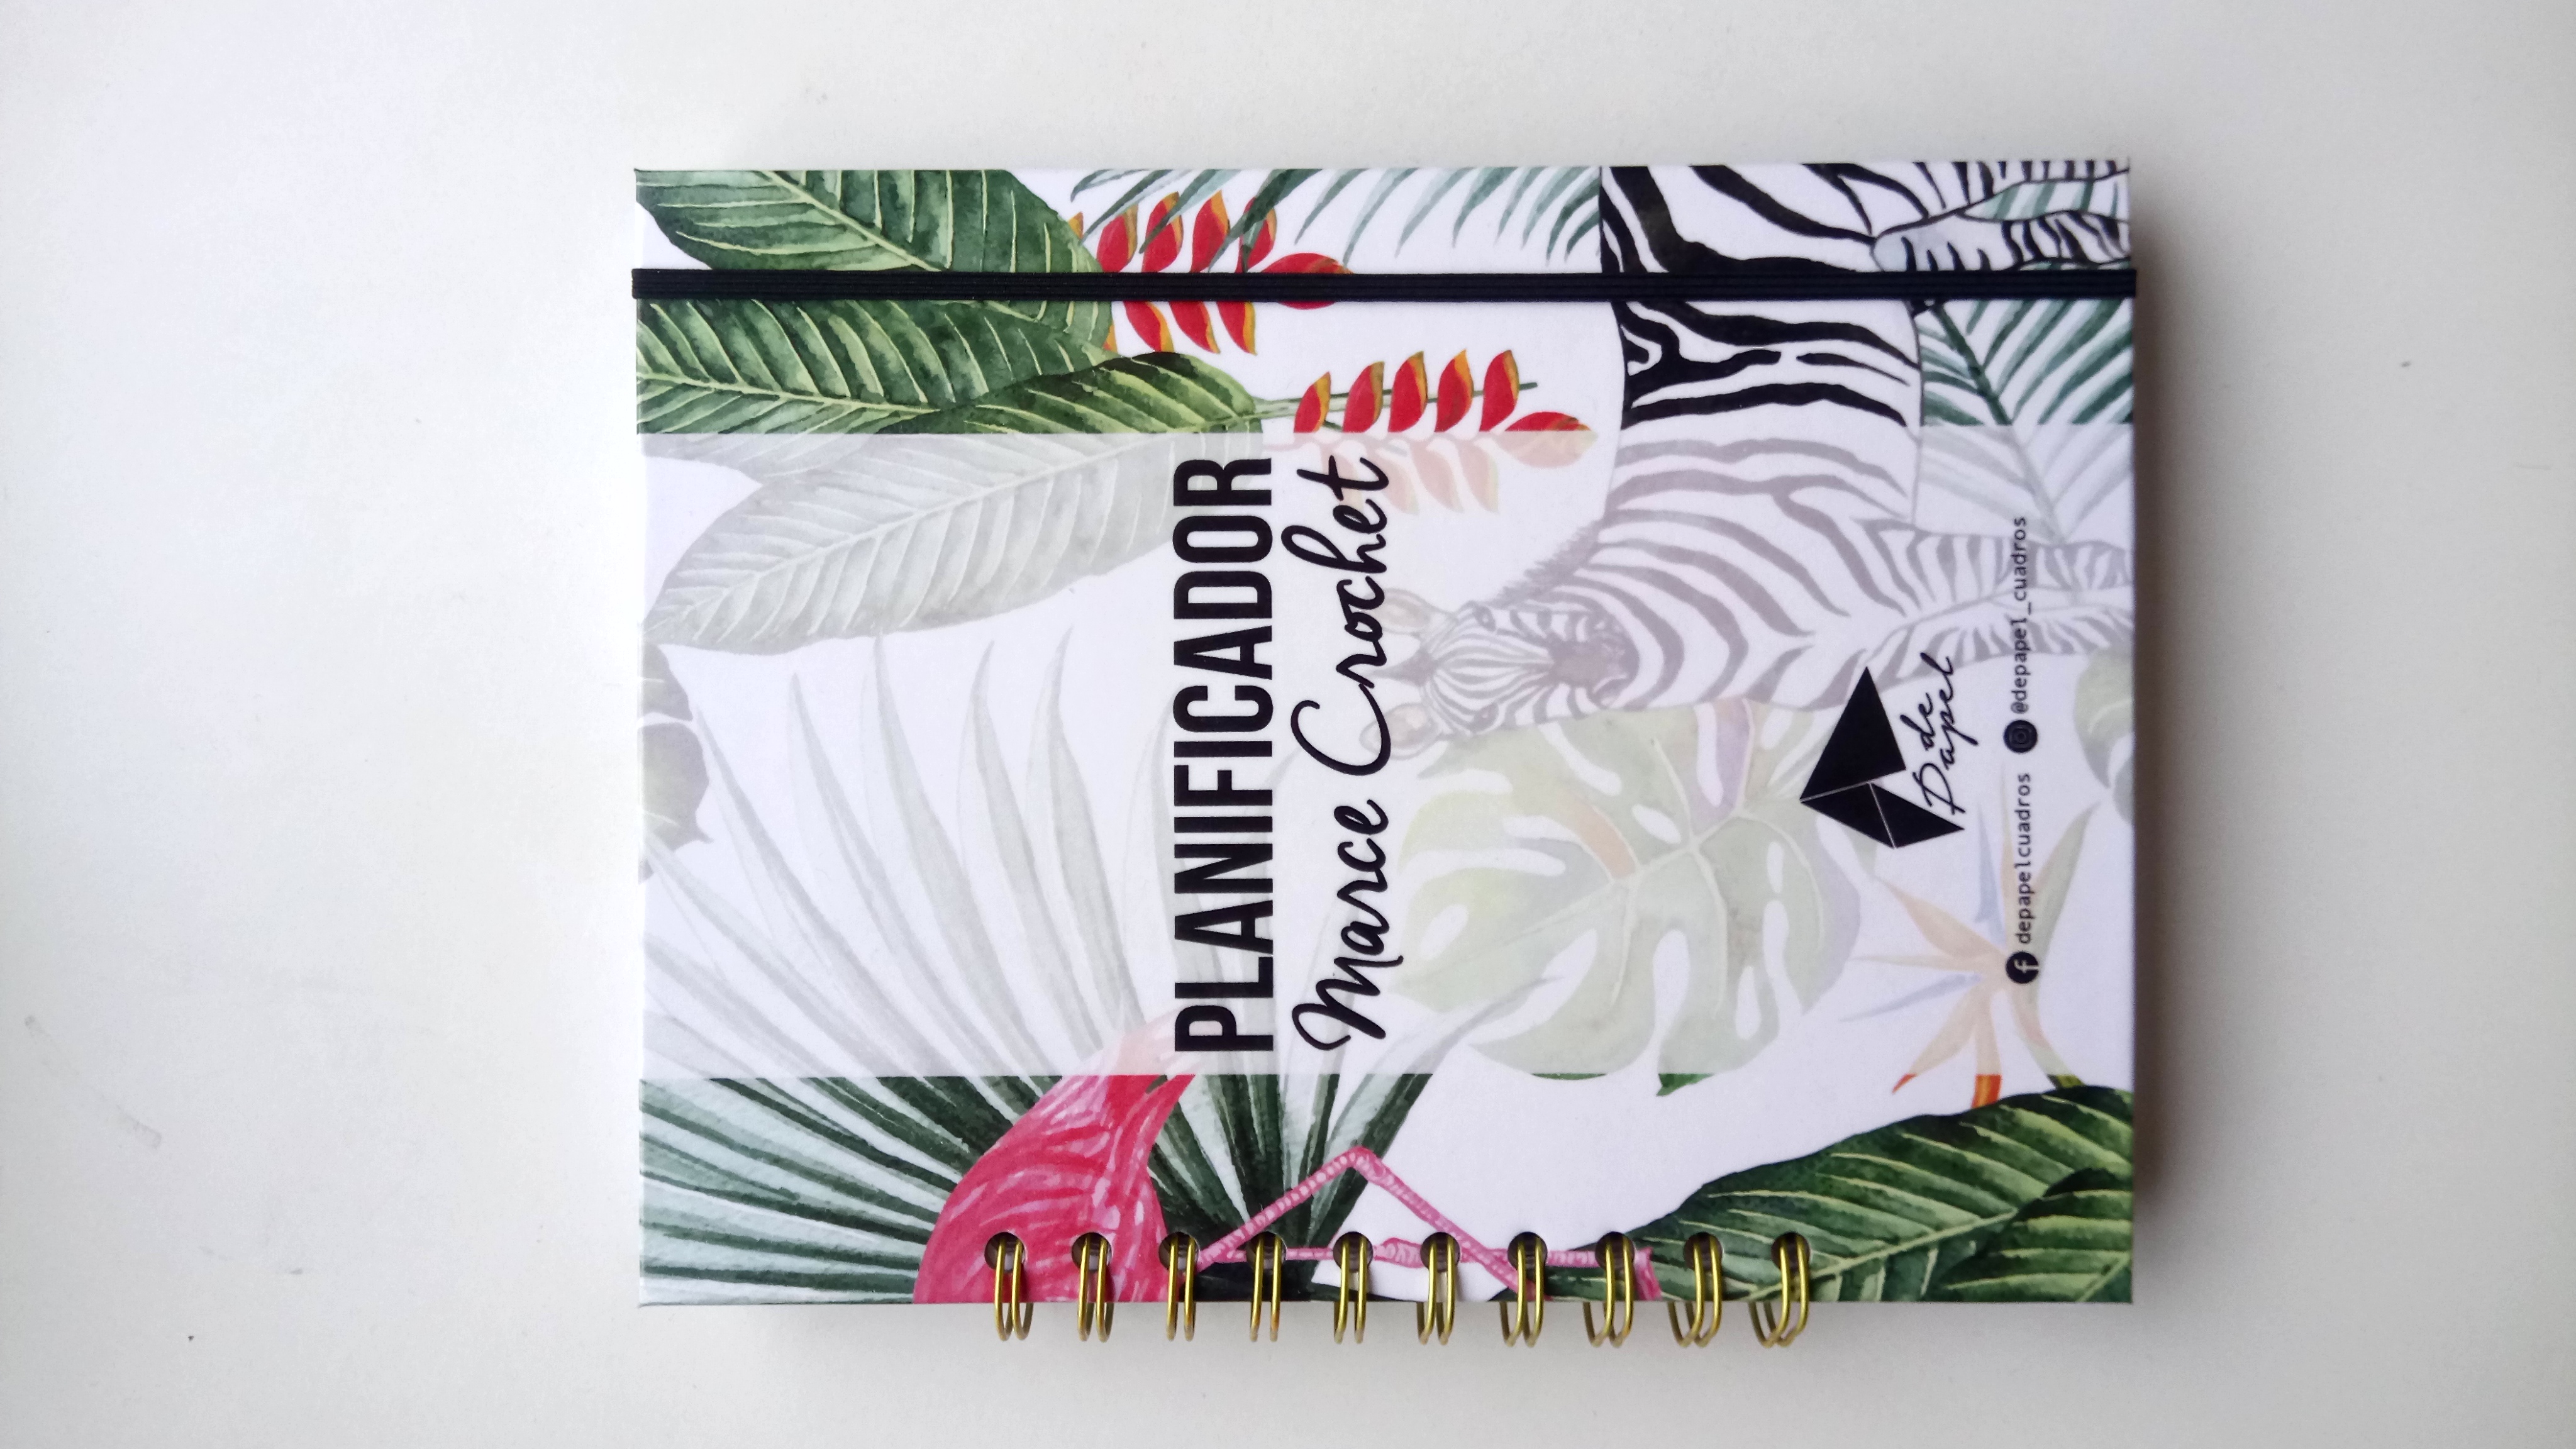 PLANIFICADOR
Marce Crochet
de
Papel
depapelcuadros @depapel_cuadros